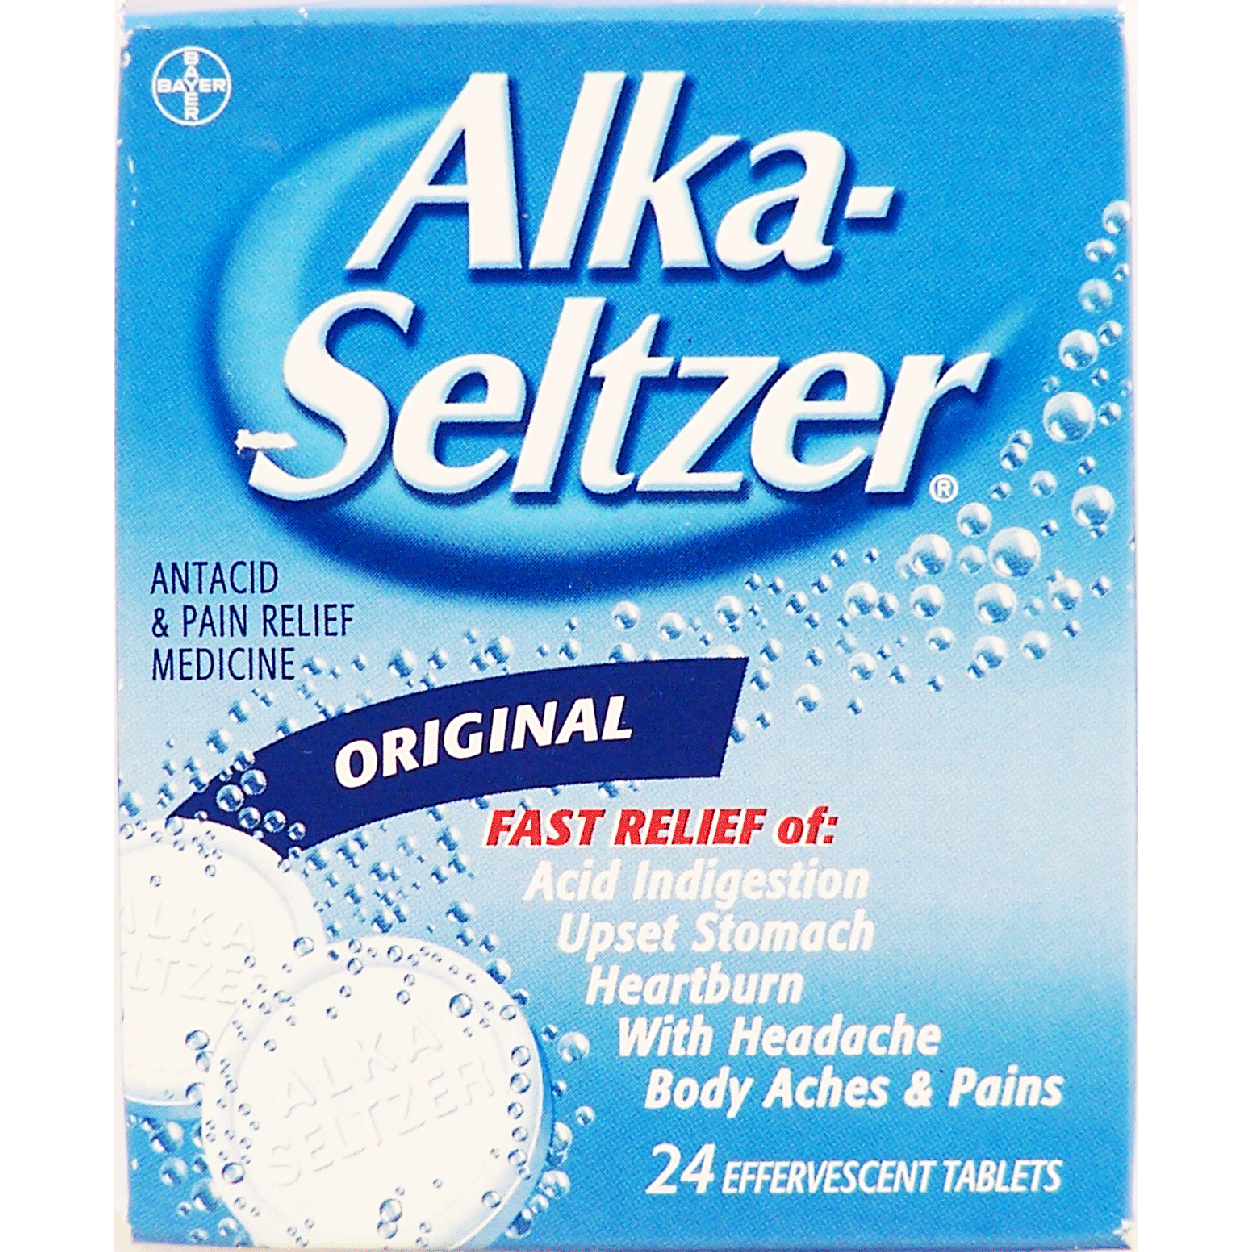 BAYER
BAYER
Alka-
Seltzer®
ANTACID
& PAIN RELIEF
MEDICINE
ORIGINAL
FAST RELIEF of:
Acid Indigestion
Upset Stomach
Heartburn
With Headache
Body Aches & Pains
24 EFFERVESCENT TABLETS
ALKA
SELTZER
ALKA
SELTZER